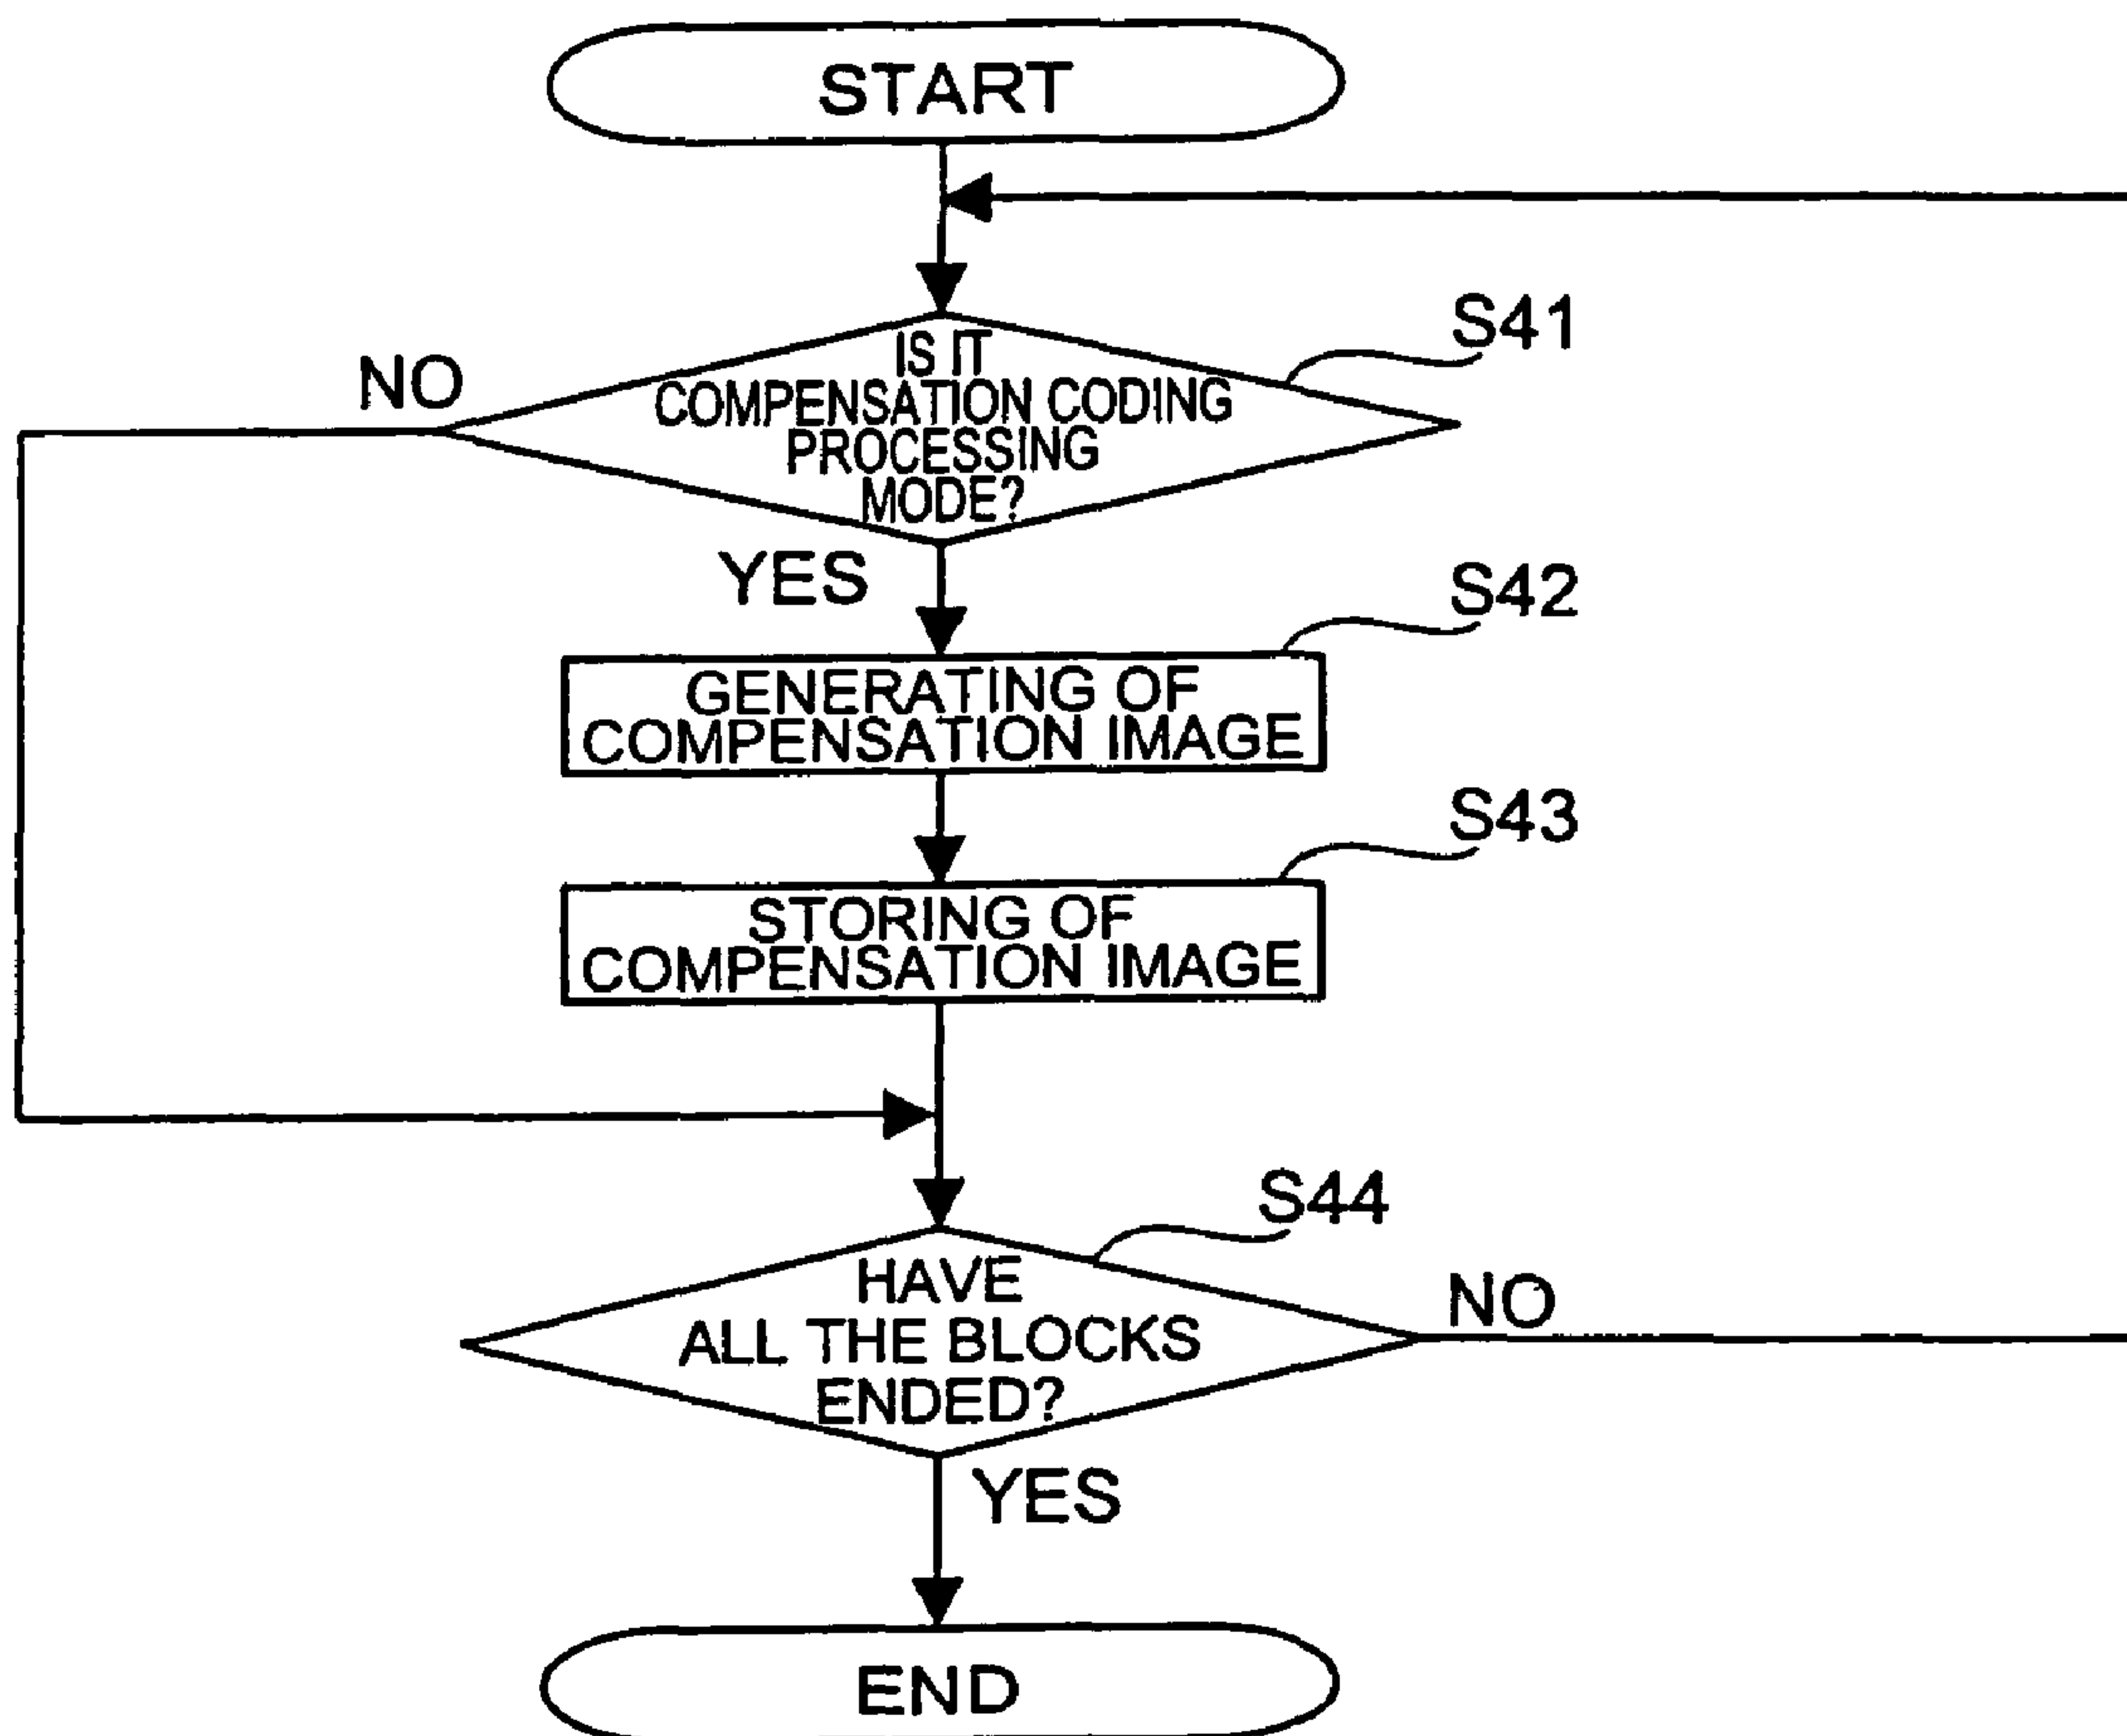 START
S41
NO
IS IT
COMPENSATION CODING
PROCESSING
MODE?
YES
S42
GENERATING OF
COMPENSATION IMAGE
S43
STORING OF
COMPENSATION IMAGE
S44
HAVE
ALL THE BLOCKS
ENDED?
NO
YES
END